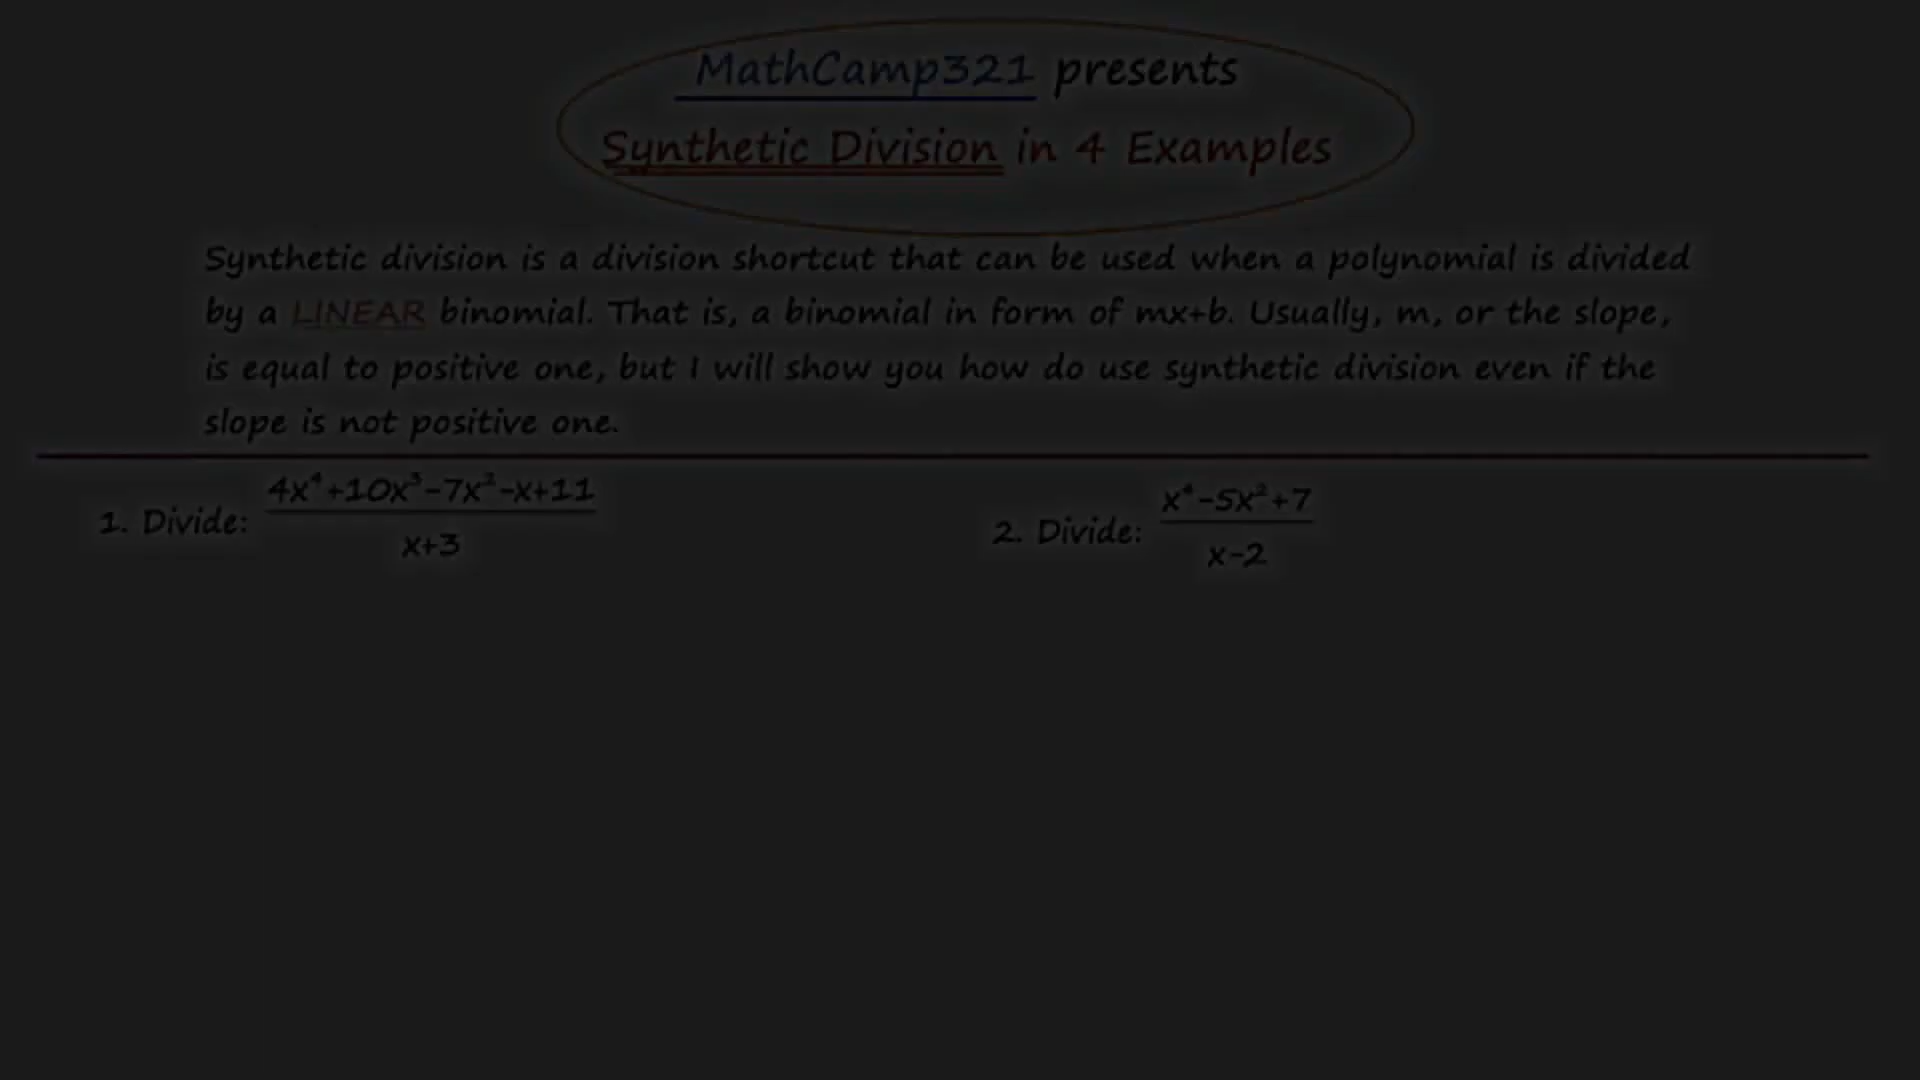 MathCamp321 presents
Synthetic Division in 4 Examples
Synthetic division is a division shortcut that can be used when a polynomial is divided
by a LINEAR binomial. That is, a binomial in form of mx+b. Usually, m, or the slope,
is equal to positive one, but I will show you how do use synthetic division even if the
slope is not positive one.
1. Divide: 4x⁴+10x³-7x²-x+11
x+3
2. Divide: x⁴-5x²+7
x-2